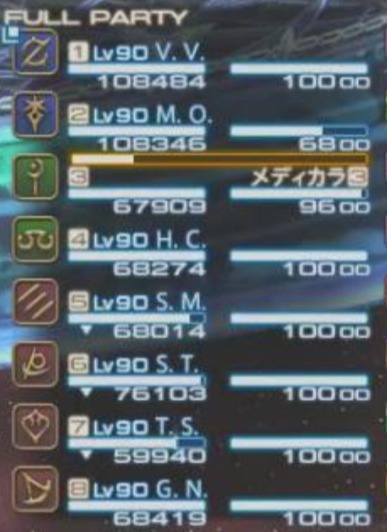 FULL PARTY
1 Lv90 V. V.
108484 10000
2 Lv90 M. O.
108346 6800
3 メディカラ3
67909 9600
4 Lv90 H. C.
68274 10000
5 Lv90 S. M.
68014 10000
6 Lv90 S. T.
76103 10000
7 Lv90 T. S.
59940 10000
8 Lv90 G. N.
68419 10000